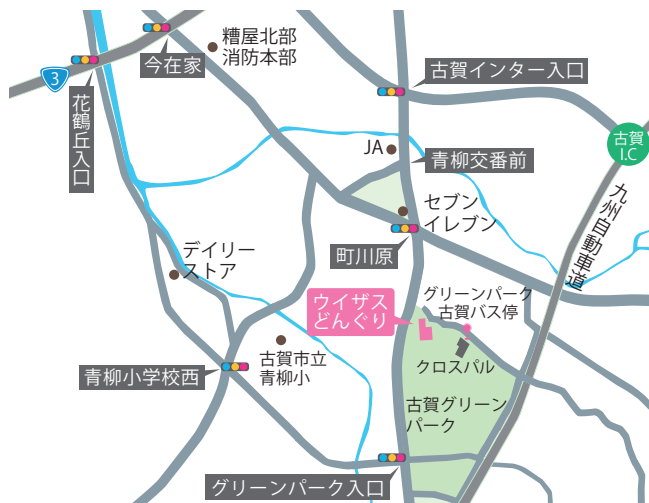 糟屋北部
消防本部
今在家
3
花鶴丘入口
古賀インター入口
古賀
I.C
JA
青柳交番前
セブン
イレブン
九州自動車道
町川原
デイリー
ストア
ウイザス
どんぐり
グリーンパーク
古賀バス停
クロスパル
古賀市立
青柳小
青柳小学校西
古賀グリーン
パーク
グリーンパーク入口